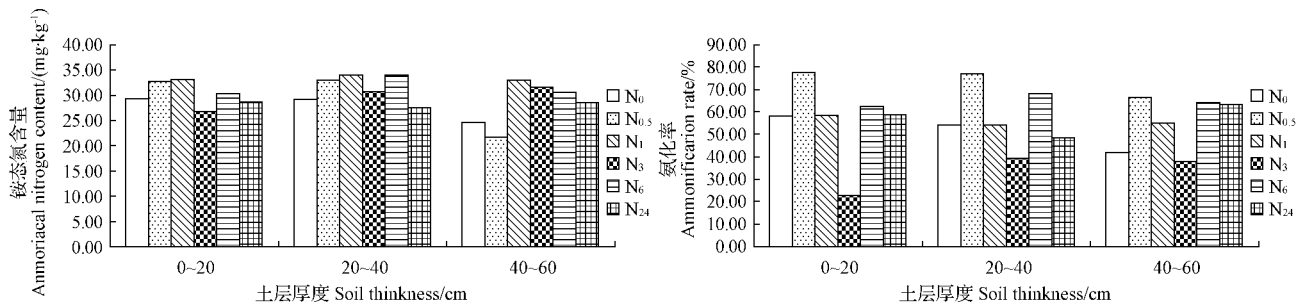 铵态氮含量
Anmoriacal nitrogen content/(mg·kg⁻¹)
40.00
35.00
30.00
25.00
20.00
15.00
10.00
5.00
0.00
0~20
20~40
40~60
土层厚度 Soil thinkness/cm
N₀
N₀.₅
N₁
N₃
N₆
N₂₄
氨化率
Ammonificarion rate/%
90.00
80.00
70.00
60.00
50.00
40.00
30.00
20.00
10.00
0.00
0~20
20~40
40~60
土层厚度 Soil thinkness/cm
N₀
N₀.₅
N₁
N₃
N₆
N₂₄